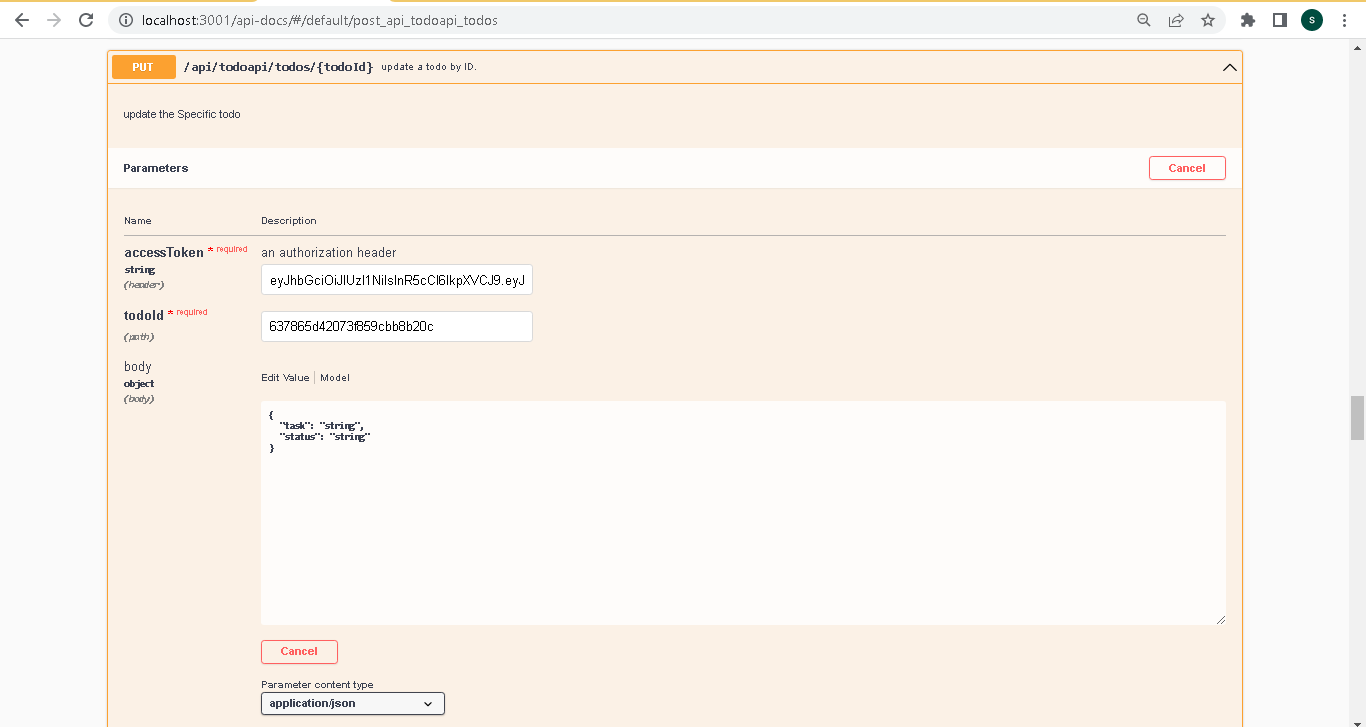 localhost:3001/api-docs/#/default/post_api_todoapi_todos
S
PUT /api/todoapi/todos/{todoId} update a todo by ID.
update the Specific todo
Parameters
Cancel
Name Description
accessToken * required an authorization header
string
(header)
eyJhbGciOiJIUzI1NiIsInR5cCI6IkpXVCJ9.eyJ
todoId * required
(path)
637865d42073f859cbb8b20c
body
object
(body)
Edit Value | Model
{
"task": "string",
"status": "string"
}
Cancel
Parameter content type
application/json